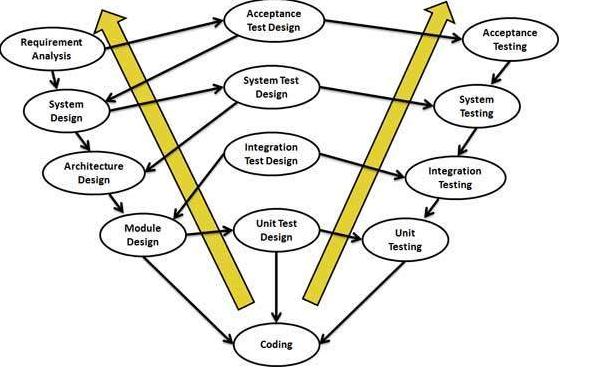 Acceptance
Test Design
Requirement
Analysis
Acceptance
Testing
System Test
Design
System
Design
System
Testing
Integration
Test Design
Architecture
Design
Integration
Testing
Module
Design
Unit Test
Design
Unit
Testing
Coding